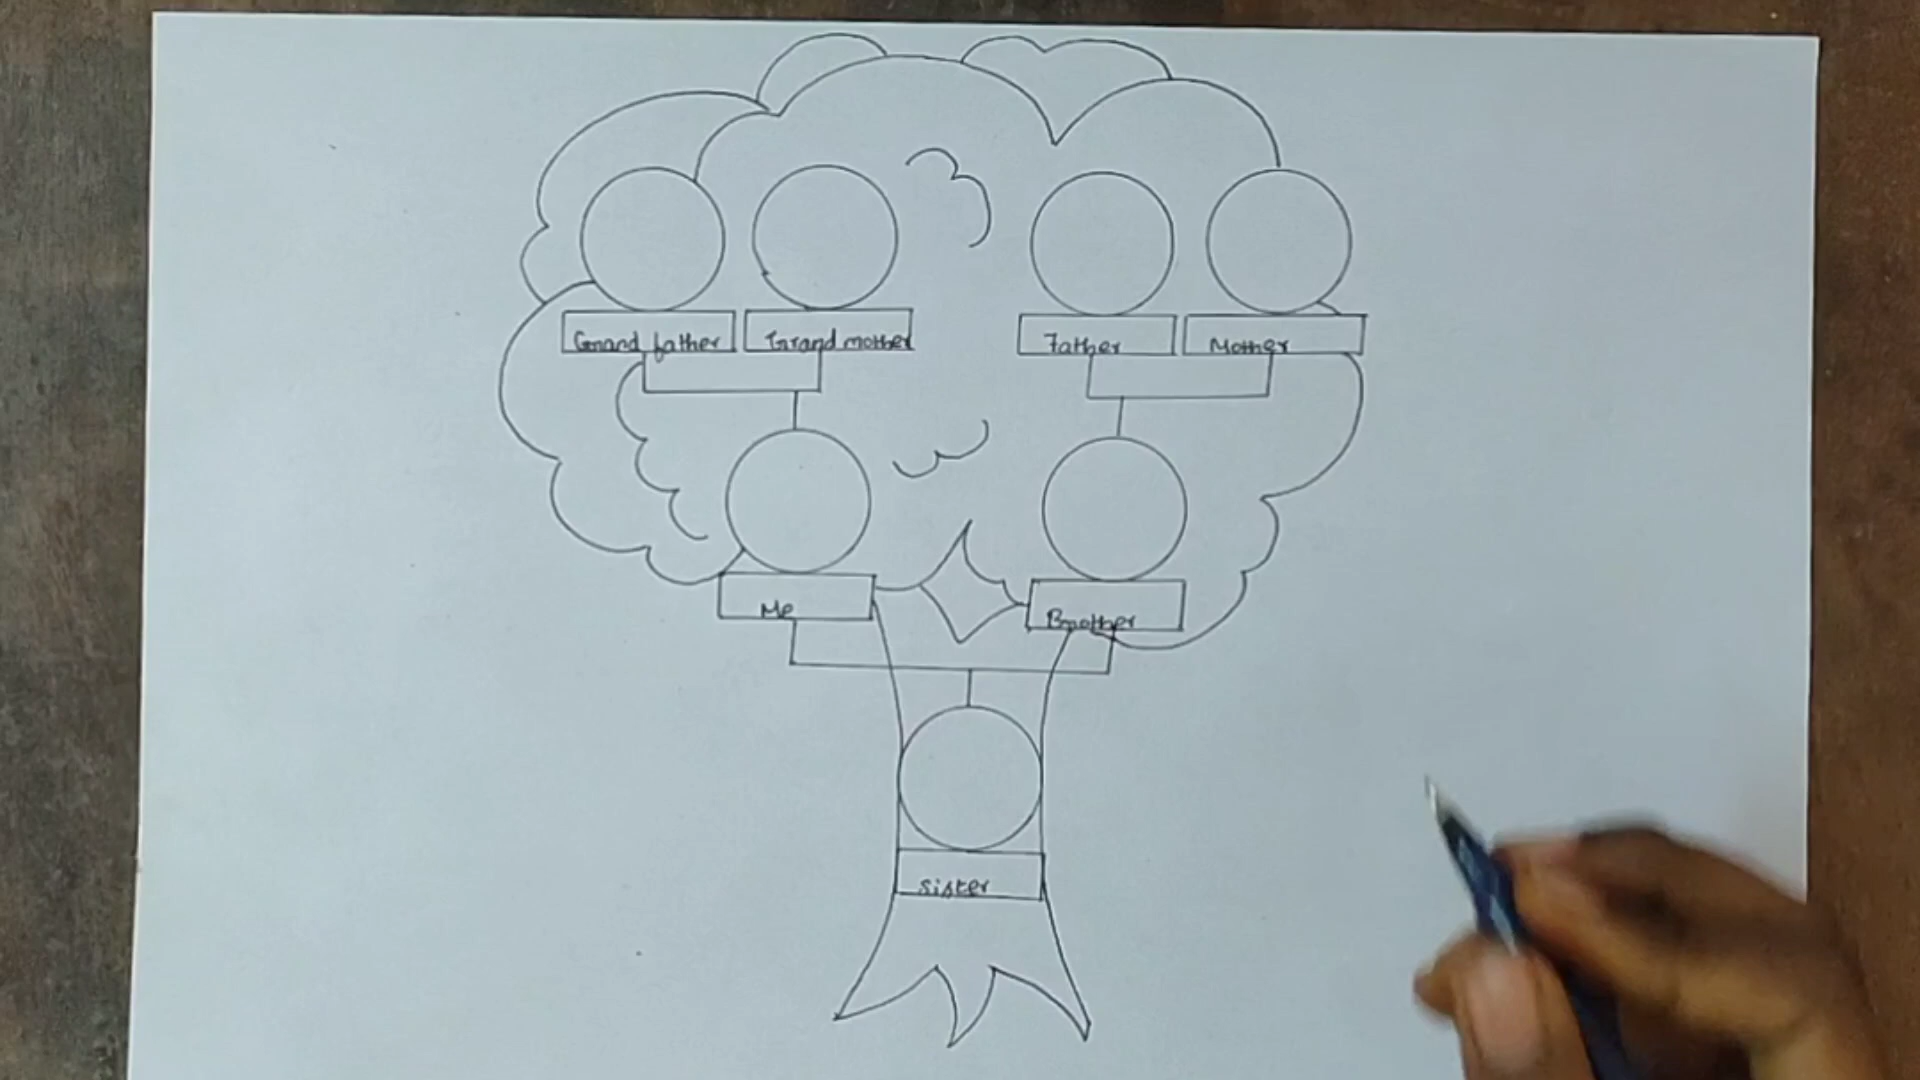 Grand father
Grand mother
Father
Mother
Me
Brother
sister